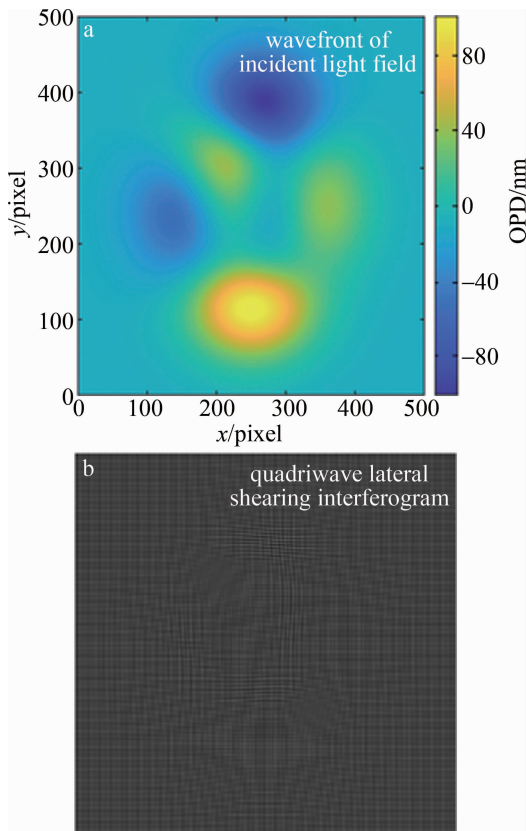 a
wavefront of
incident light field
500
400
300
200
100
0
y/pixel
0 100 200 300 400 500
x/pixel
80
40
0
−40
−80
OPD/nm
b
quadriwave lateral
shearing interferogram